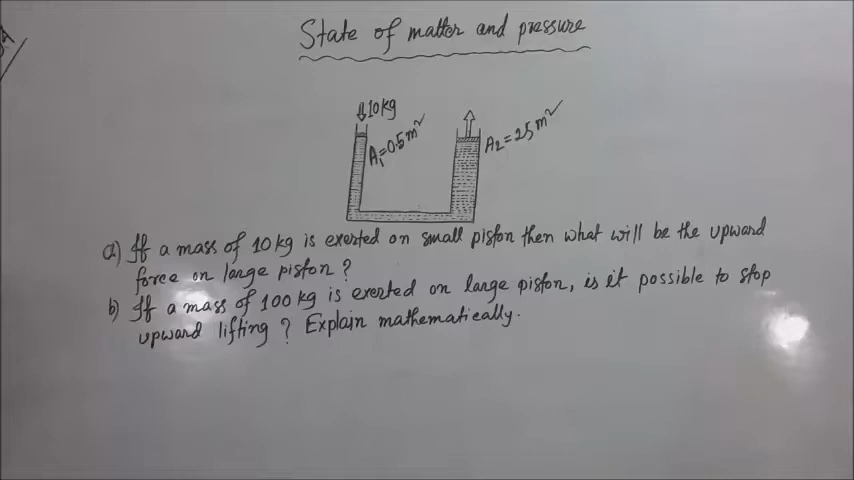 State of matter and pressure
10kg
A₁=0.5m²
A₂=25m²
a) If a mass of 10 kg is exerted on small piston then what will be the upward
force on large piston ?
b) If a mass of 100 kg is exerted on large piston, is it possible to stop
upward lifting ? Explain mathematically.